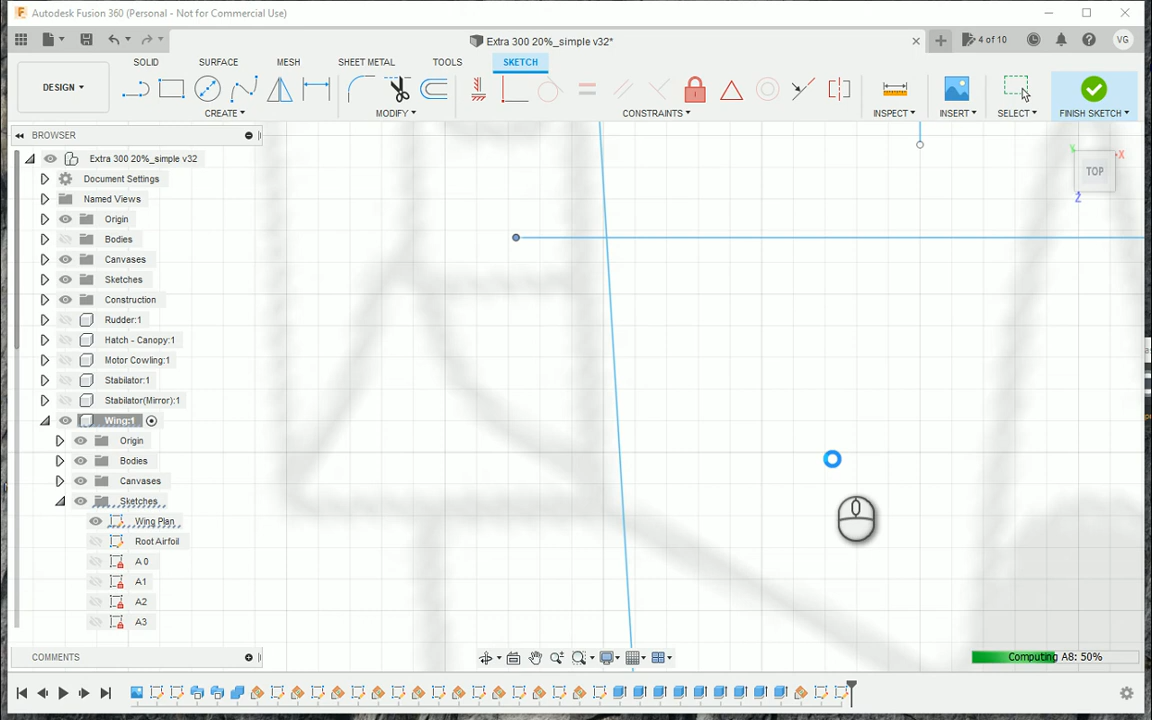 Autodesk Fusion 360 (Personal - Not for Commercial Use)
Extra 300 20%_simple v32*
4 of 10
VG
SOLID SURFACE MESH SHEET METAL TOOLS SKETCH
DESIGN
CREATE MODIFY CONSTRAINTS INSPECT INSERT SELECT FINISH SKETCH
BROWSER
Extra 300 20%_simple v32
Document Settings
Named Views
Origin
Bodies
Canvases
Sketches
Construction
Rudder:1
Hatch - Canopy:1
Motor Cowling:1
Stabilator:1
Stabilator(Mirror):1
Wing:1
Origin
Bodies
Canvases
Sketches
Wing Plan
Root Airfoil
A 0
A1
A2
A3
Y
X
TOP
Z
COMMENTS
Computing A8: 50%